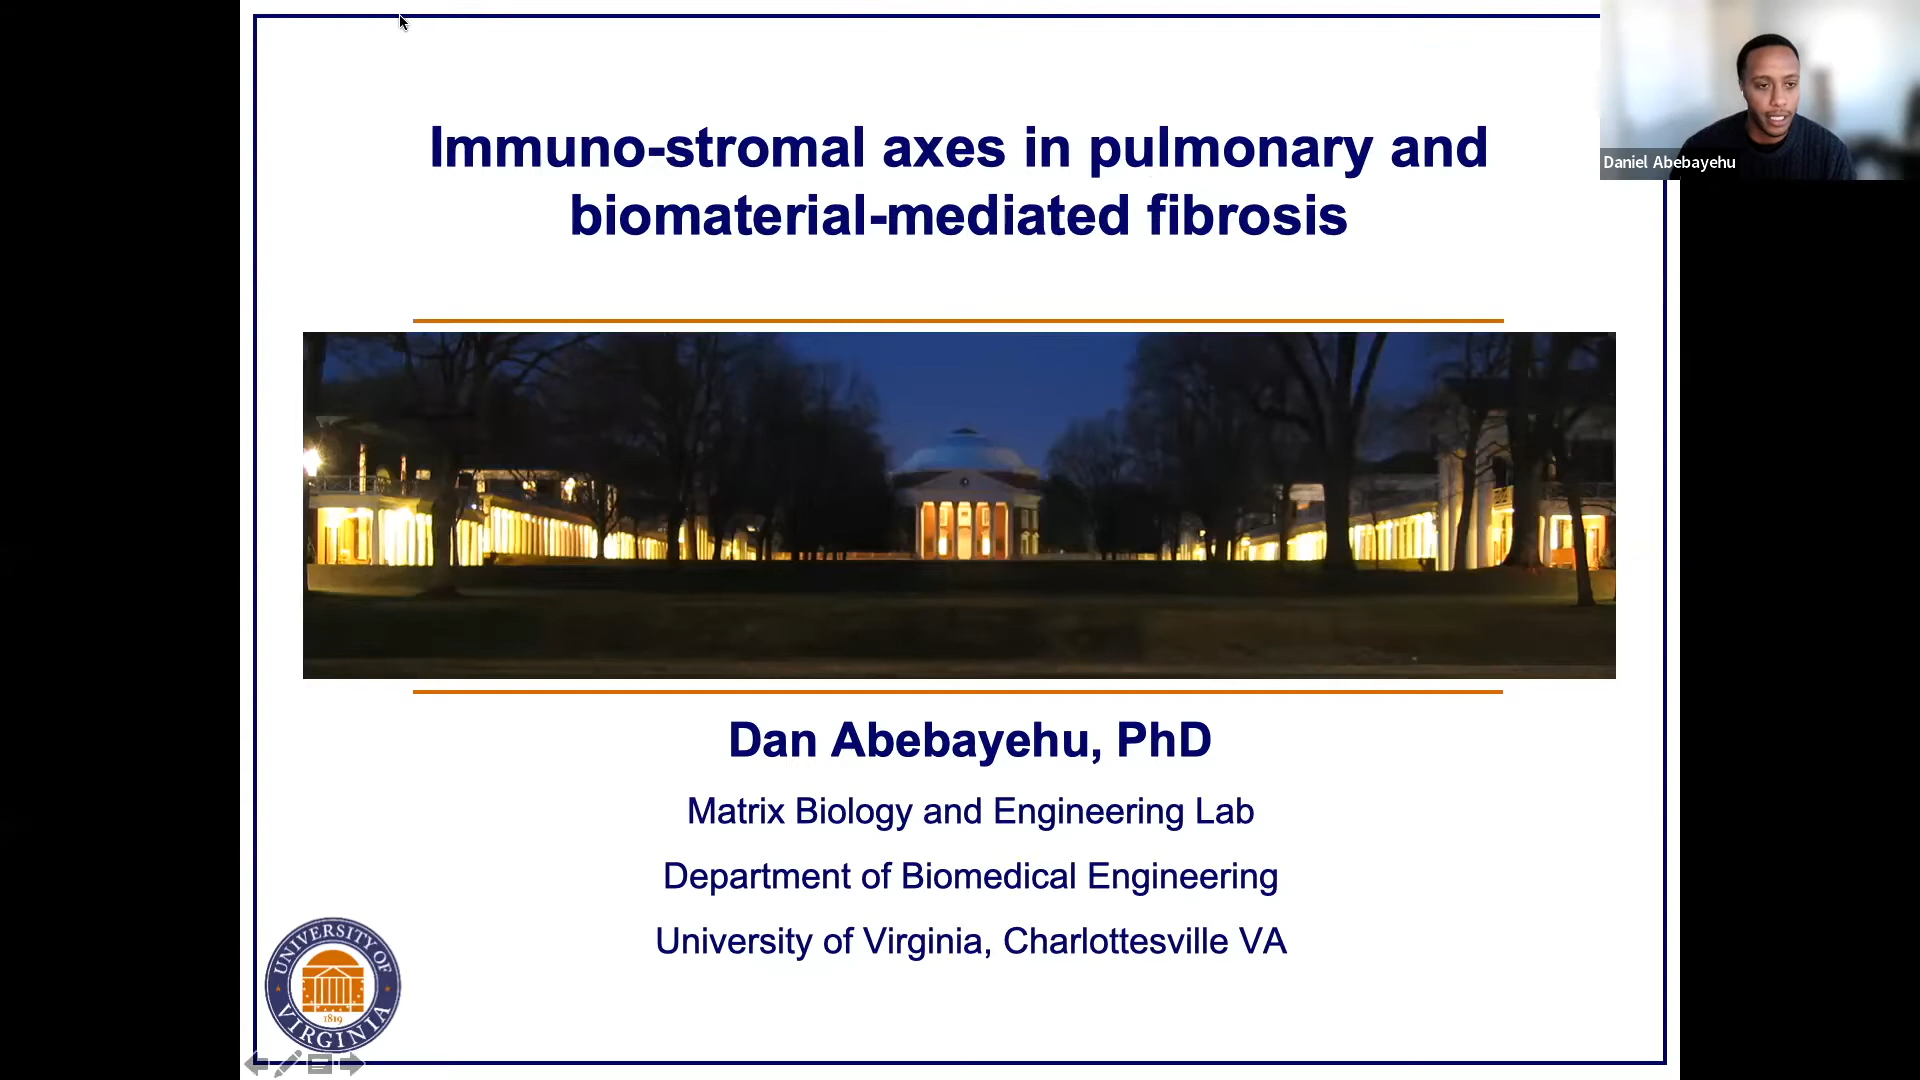 Immuno-stromal axes in pulmonary and
biomaterial-mediated fibrosis
Daniel Abebayehu
Dan Abebayehu, PhD
Matrix Biology and Engineering Lab
Department of Biomedical Engineering
University of Virginia, Charlottesville VA
UNIVERSITY OF
VIRGINIA
1819